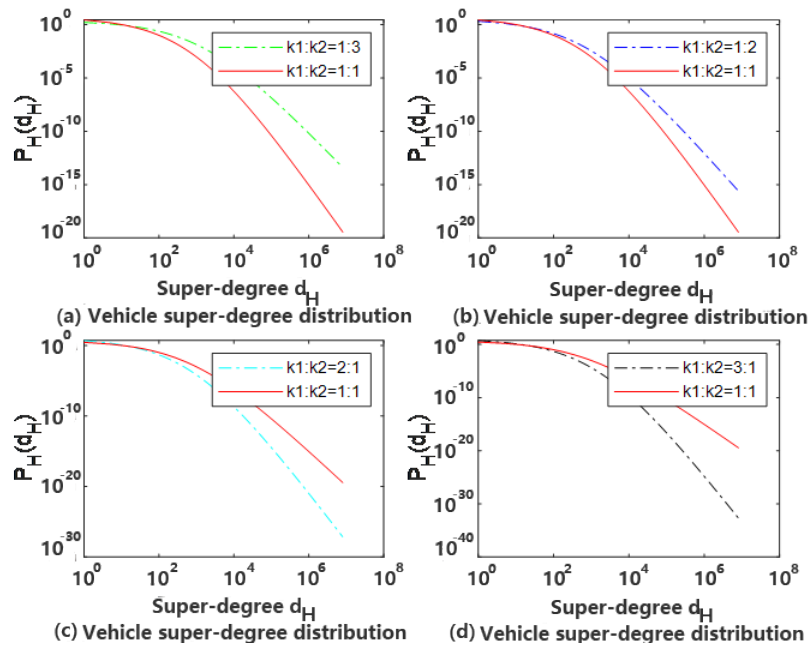 10^0
10^-5
10^-10
10^-15
10^-20
P_H(d_H)
k1:k2=1:3
k1:k2=1:1
10^0 10^2 10^4 10^6 10^8
Super-degree d_H
(a) Vehicle super-degree distribution
10^0
10^-5
10^-10
10^-15
10^-20
P_H(d_H)
k1:k2=1:2
k1:k2=1:1
10^0 10^2 10^4 10^6 10^8
Super-degree d_H
(b) Vehicle super-degree distribution
10^0
10^-10
10^-20
10^-30
P_H(d_H)
k1:k2=2:1
k1:k2=1:1
10^0 10^2 10^4 10^6 10^8
Super-degree d_H
(c) Vehicle super-degree distribution
10^0
10^-10
10^-20
10^-30
10^-40
P_H(d_H)
k1:k2=3:1
k1:k2=1:1
10^0 10^2 10^4 10^6 10^8
Super-degree d_H
(d) Vehicle super-degree distribution